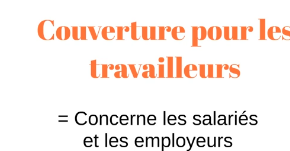 Couverture pour les
travailleurs
= Concerne les salariés
et les employeurs